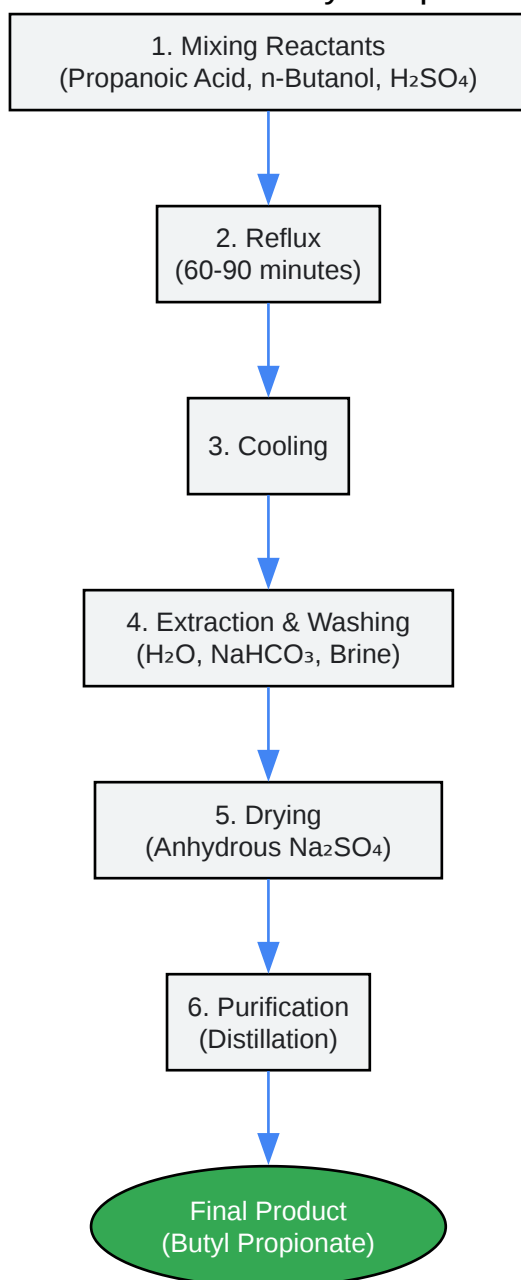 1. Mixing Reactants
(Propanoic Acid, n-Butanol, H₂SO₄)
2. Reflux
(60-90 minutes)
3. Cooling
4. Extraction & Washing
(H₂O, NaHCO₃, Brine)
5. Drying
(Anhydrous Na₂SO₄)
6. Purification
(Distillation)
Final Product
(Butyl Propionate)